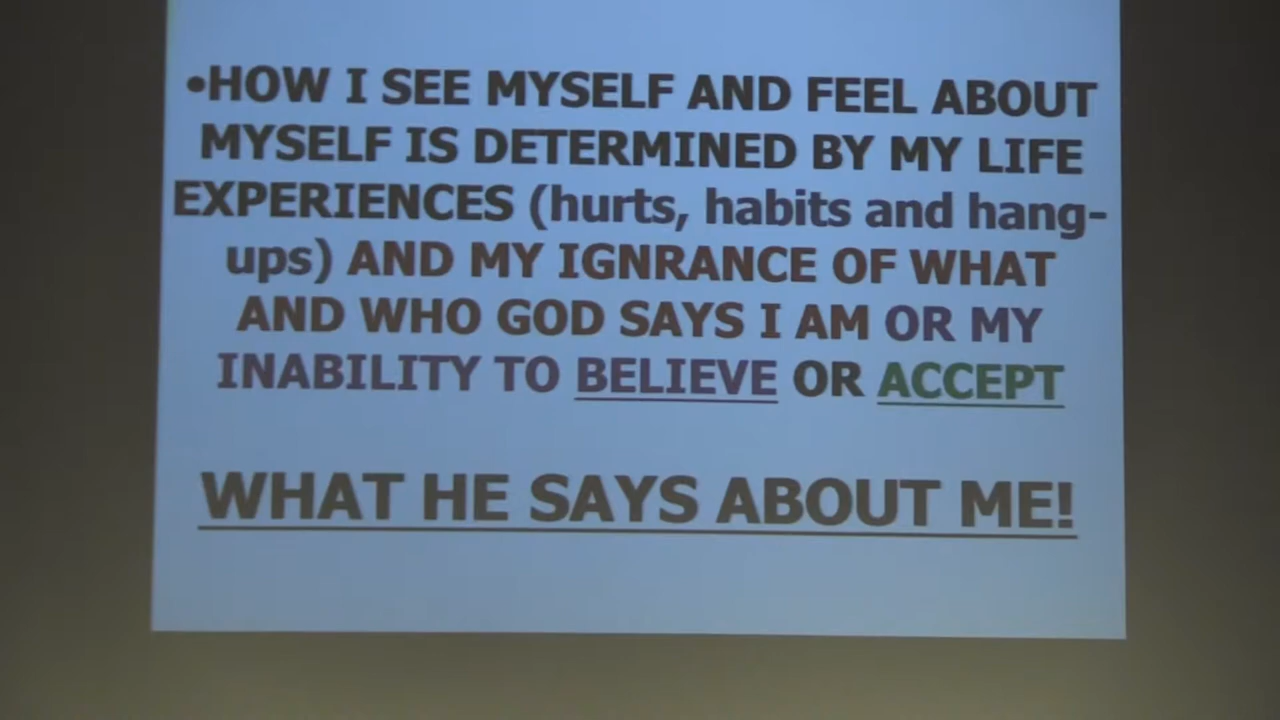 •HOW I SEE MYSELF AND FEEL ABOUT
MYSELF IS DETERMINED BY MY LIFE
EXPERIENCES (hurts, habits and hang-
ups) AND MY IGNRANCE OF WHAT
AND WHO GOD SAYS I AM OR MY
INABILITY TO BELIEVE OR ACCEPT
WHAT HE SAYS ABOUT ME!